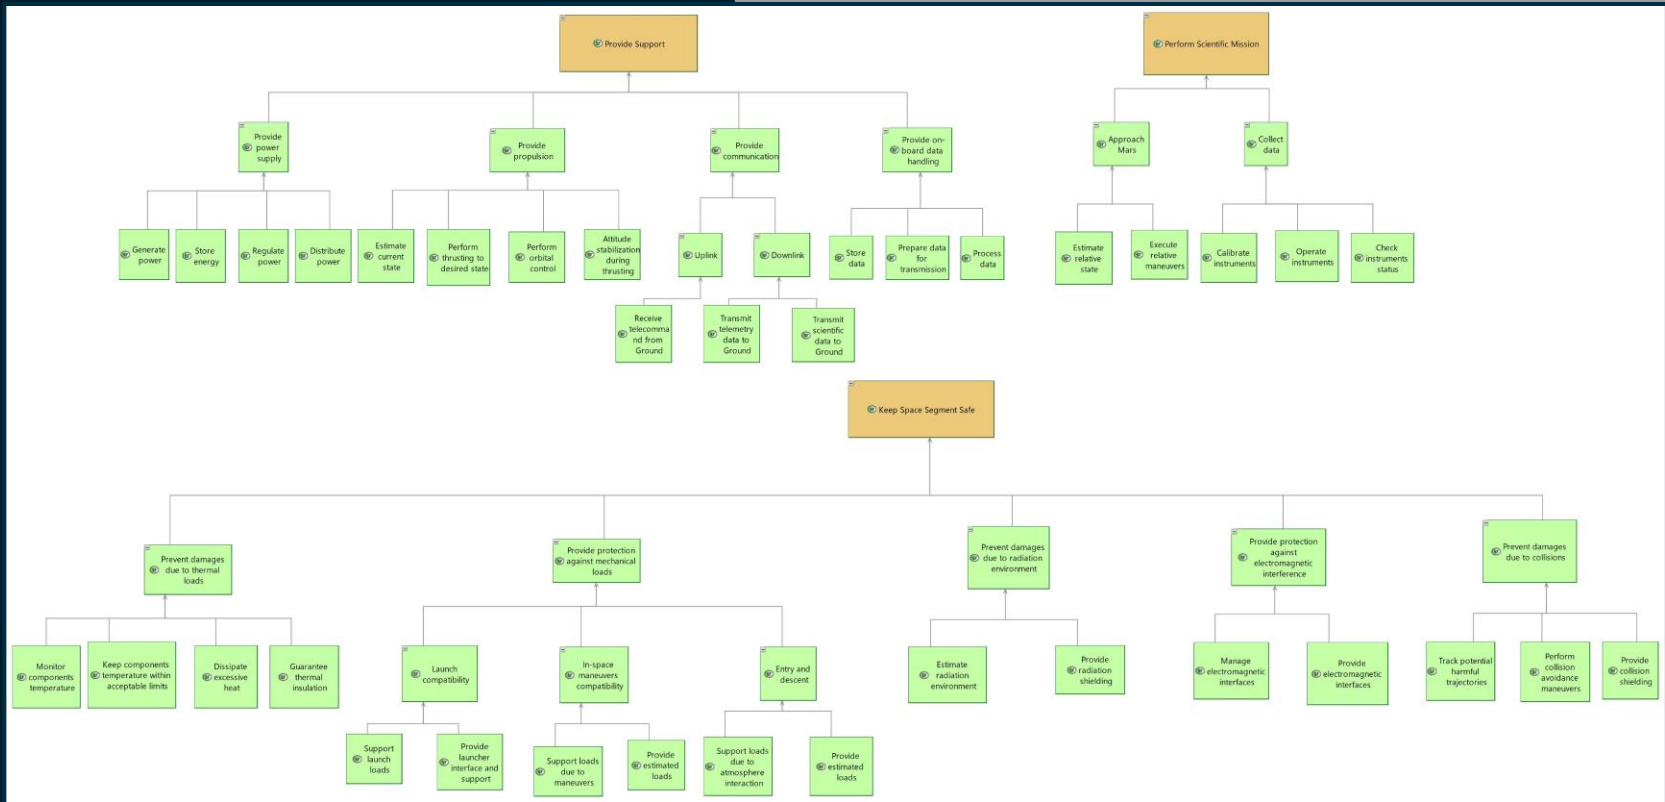 Provide Support
Perform Scientific Mission
Provide
power
supply
Provide
propulsion
Provide
communication
Provide on-
board data
handling
Approach
Mars
Collect
data
Generate
power
Store
energy
Regulate
power
Distribute
power
Estimate
current
state
Perform
thrusting to
desired state
Perform
orbital
control
Attitude
stabilization
during
thrusting
Uplink
Downlink
Store
data
Prepare data
for
transmission
Process
data
Estimate
relative
state
Execute
relative
maneuvers
Calibrate
instruments
Operate
instruments
Check
instruments
status
Receive
telecomma
nd from
Ground
Transmit
telemetry
data to
Ground
Transmit
scientific
data to
Ground
Keep Space Segment Safe
Prevent damages
due to thermal
loads
Provide protection
against mechanical
loads
Prevent damages
due to radiation
environment
Provide protection
against
electromagnetic
interference
Prevent damages
due to collisions
Monitor
components
temperature
Keep components
temperature within
acceptable limits
Dissipate
excessive
heat
Guarantee
thermal
insulation
Launch
compatibility
In-space
maneuvers
compatibility
Entry and
descent
Estimate
radiation
environment
Provide
radiation
shielding
Manage
electromagnetic
interfaces
Provide
electromagnetic
interfaces
Track potential
harmful
trajectories
Perform
collision
avoidance
maneuvers
Provide
collision
shielding
Support
launch
loads
Provide
launcher
interface and
support
Support loads
due to
maneuvers
Provide
estimated
loads
Support loads
due to
atmosphere
interaction
Provide
estimated
loads